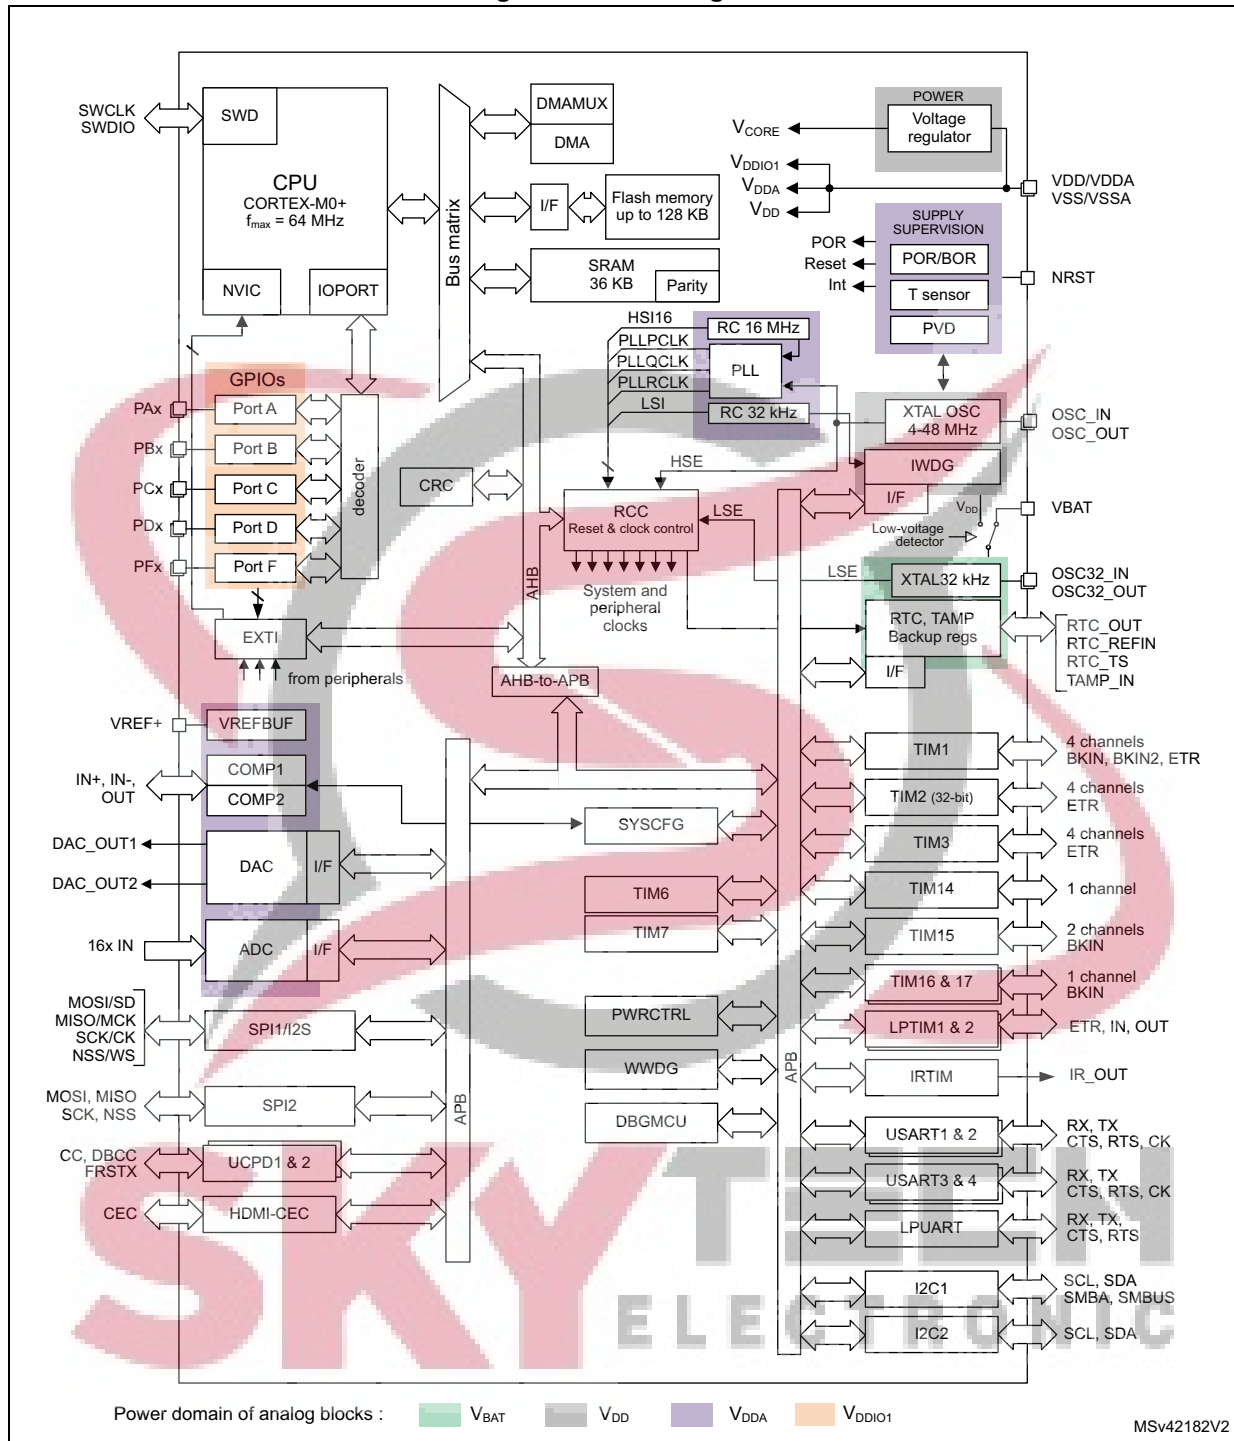 SWCLK
SWDIO
SWD
CPU
CORTEX-M0+
fmax = 64 MHz
NVIC
IOPORT
Bus matrix
DMAMUX
DMA
I/F
Flash memory
up to 128 KB
SRAM
36 KB
Parity
POWER
Voltage
regulator
VCORE
VDDIO1
VDDA
VDD
VDD/VDDA
VSS/VSSA
SUPPLY
SUPERVISION
POR
Reset
Int
POR/BOR
T sensor
PVD
NRST
HSI16
PLLPCLK
PLLQCLK
PLLRCLK
LSI
RC 16 MHz
PLL
RC 32 kHz
XTAL OSC
4-48 MHz
OSC_IN
OSC_OUT
IWDG
I/F
HSE
GPIOs
PAx
Port A
PBx
Port B
PCx
Port C
PDx
Port D
PFx
Port F
decoder
CRC
RCC
Reset & clock control
LSE
VDD
Low-voltage
detector
VBAT
LSE
XTAL32 kHz
OSC32_IN
OSC32_OUT
System and
peripheral
clocks
AHB
RTC, TAMP
Backup regs
I/F
RTC_OUT
RTC_REFIN
RTC_TS
TAMP_IN
EXTI
from peripherals
AHB-to-APB
VREF+
VREFBUF
IN+, IN-,
OUT
COMP1
COMP2
SYSCFG
DAC_OUT1
DAC_OUT2
DAC
I/F
16x IN
ADC
I/F
TIM6
TIM7
TIM1
4 channels
BKIN, BKIN2, ETR
TIM2 (32-bit)
4 channels
ETR
TIM3
4 channels
ETR
TIM14
1 channel
TIM15
2 channels
BKIN
TIM16 & 17
1 channel
BKIN
MOSI/SD
MISO/MCK
SCK/CK
NSS/WS
SPI1/I2S
PWRCTRL
LPTIM1 & 2
ETR, IN, OUT
WWDG
APB
IRTIM
IR_OUT
MOSI, MISO
SCK, NSS
SPI2
APB
DBGMCU
USART1 & 2
RX, TX
CTS, RTS, CK
CC, DBCC
FRSTX
UCPD1 & 2
USART3 & 4
RX, TX
CTS, RTS, CK
CEC
HDMI-CEC
LPUART
RX, TX,
CTS, RTS
I2C1
SCL, SDA
SMBA, SMBUS
I2C2
SCL, SDA
SKYTECH
ELECTRONIC
Power domain of analog blocks :
VBAT
VDD
VDDA
VDDIO1
MSv42182V2